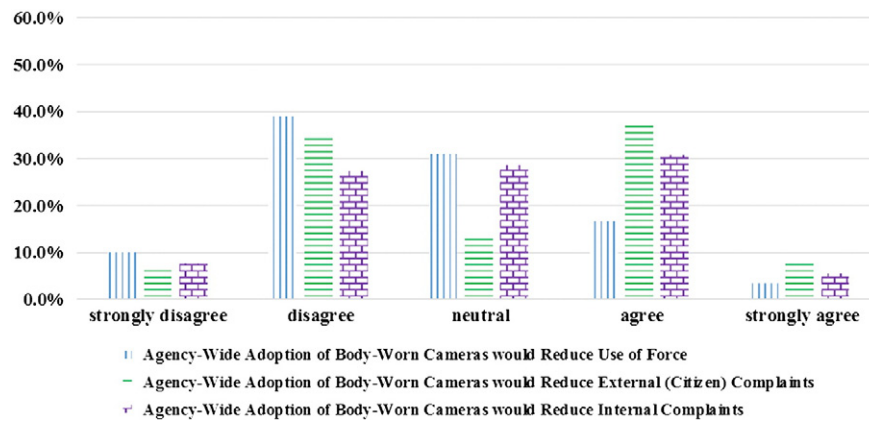 60.0%
50.0%
40.0%
30.0%
20.0%
10.0%
0.0%
strongly disagree disagree neutral agree strongly agree
Agency-Wide Adoption of Body-Worn Cameras would Reduce Use of Force
Agency-Wide Adoption of Body-Worn Cameras would Reduce External (Citizen) Complaints
Agency-Wide Adoption of Body-Worn Cameras would Reduce Internal Complaints